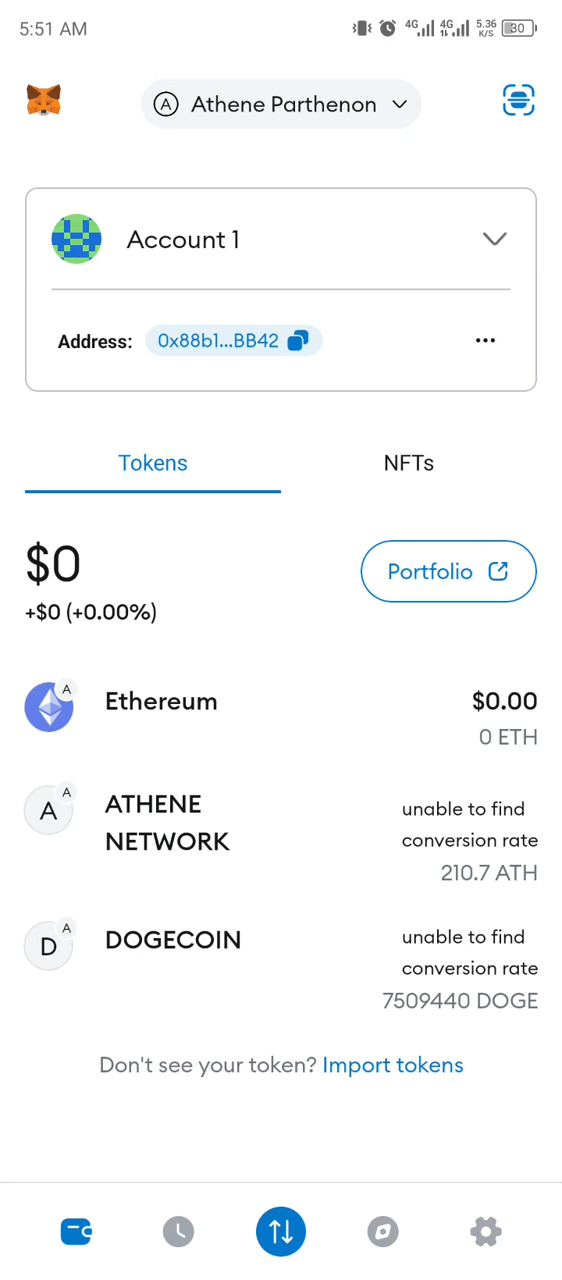 5:51 AM
4G 4G 5.36 K/S 30
A Athene Parthenon
Account 1
Address: 0x88b1...BB42
Tokens NFTs
$0
Portfolio
+$0 (+0.00%)
A
Ethereum $0.00
0 ETH
A
A ATHENE unable to find
NETWORK conversion rate
210.7 ATH
A
D DOGECOIN unable to find
conversion rate
7509440 DOGE
Don't see your token? Import tokens